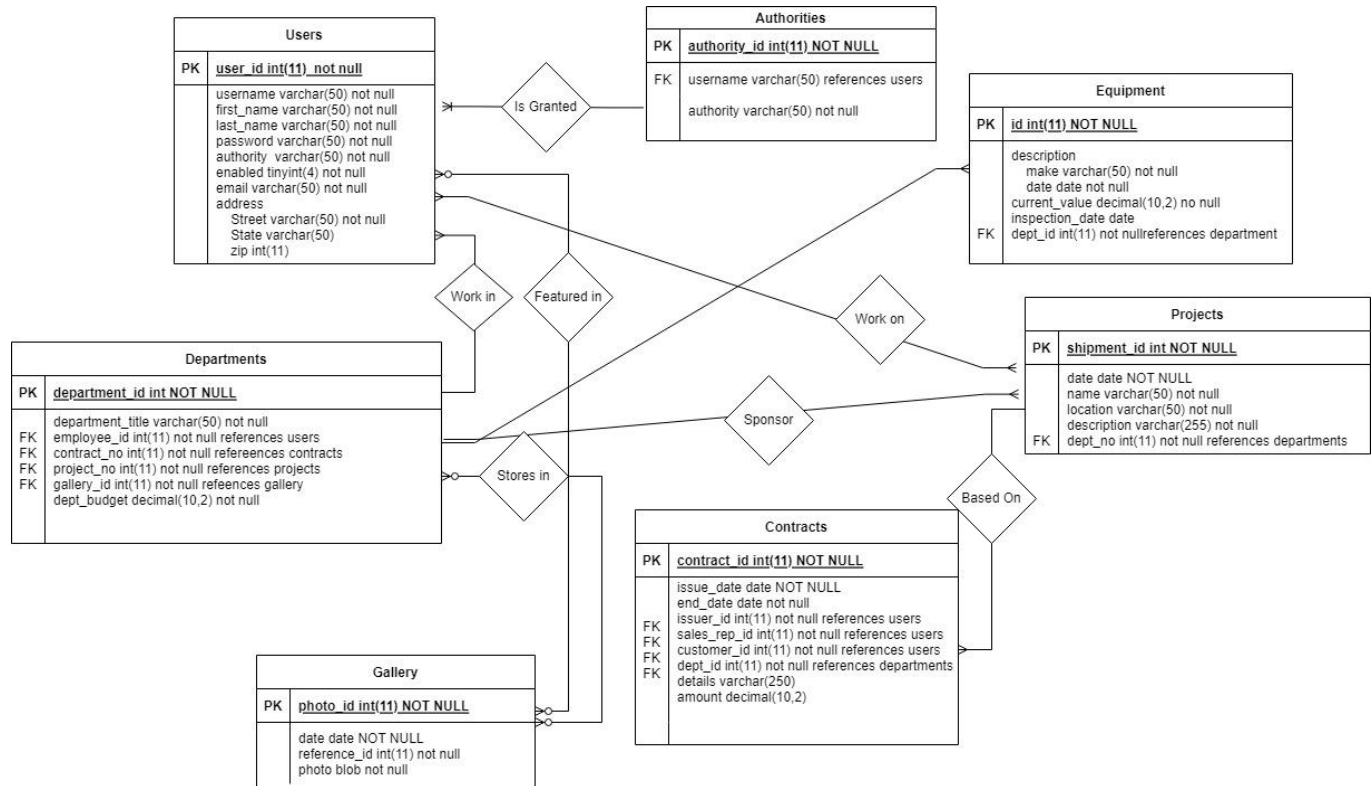 Users
PK user_id int(11) not null
username varchar(50) not null
first_name varchar(50) not null
last_name varchar(50) not null
password varchar(50) not null
authority varchar(50) not null
enabled tinyint(4) not null
email varchar(50) not null
address
Street varchar(50) not null
State varchar(50)
zip int(11)
Authorities
PK authority_id int(11) NOT NULL
FK username varchar(50) references users
authority varchar(50) not null
Is Granted
Equipment
PK id int(11) NOT NULL
description
make varchar(50) not null
date date not null
current_value decimal(10,2) no null
inspection_date date
FK dept_id int(11) not nullreferences department
Work in
Featured in
Work on
Projects
PK shipment_id int NOT NULL
date date NOT NULL
name varchar(50) not null
location varchar(50) not null
description varchar(255) not null
FK dept_no int(11) not null references departments
Departments
PK department_id int NOT NULL
department_title varchar(50) not null
FK employee_id int(11) not null references users
FK contract_no int(11) not null refereences contracts
FK project_no int(11) not null references projects
FK gallery_id int(11) not null refeences gallery
dept_budget decimal(10,2) not null
Sponsor
Stores in
Based On
Contracts
PK contract_id int(11) NOT NULL
issue_date date NOT NULL
end_date date not null
FK issuer_id int(11) not null references users
FK sales_rep_id int(11) not null references users
FK customer_id int(11) not null references users
FK dept_id int(11) not null references departments
details varchar(250)
amount decimal(10,2)
Gallery
PK photo_id int(11) NOT NULL
date date NOT NULL
reference_id int(11) not null
photo blob not null